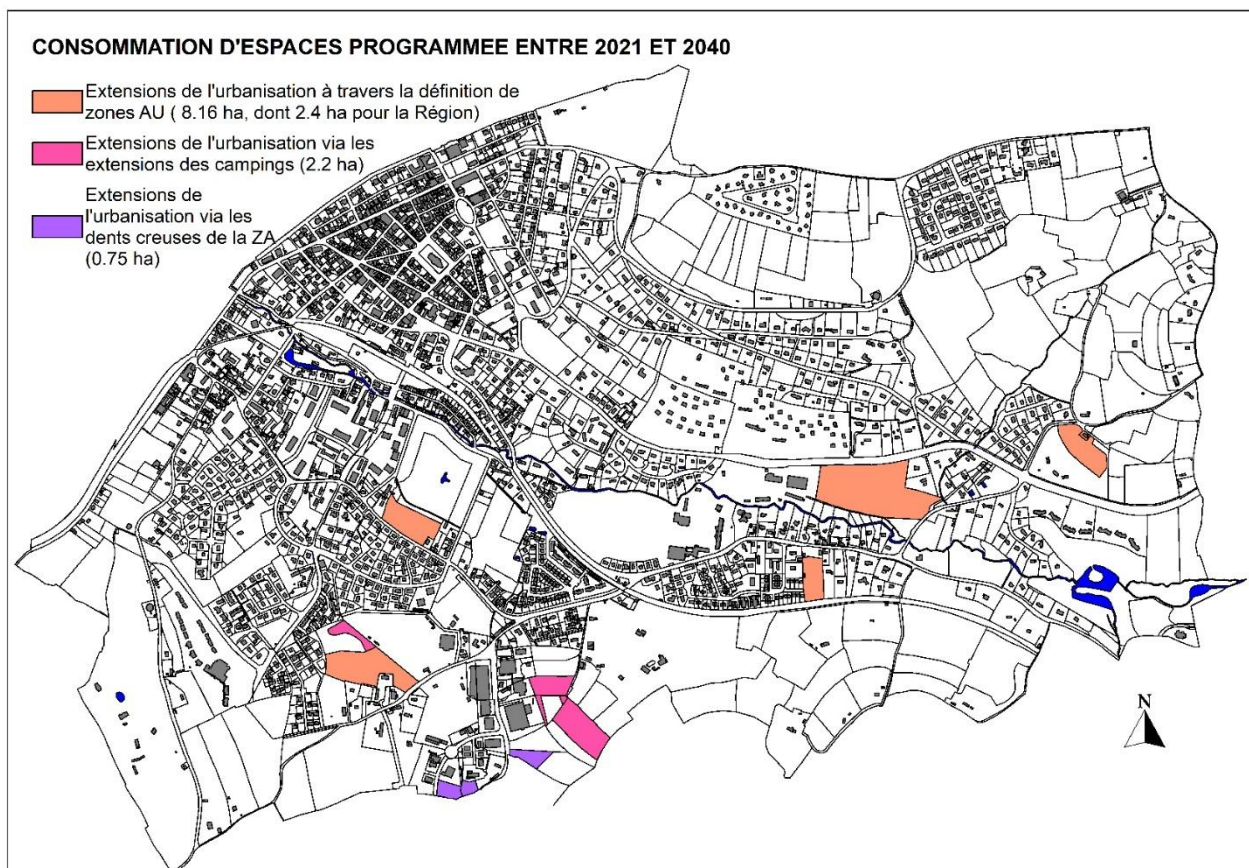 CONSOMMATION D'ESPACES PROGRAMMEE ENTRE 2021 ET 2040
Extensions de l'urbanisation à travers la définition de
zones AU ( 8.16 ha, dont 2.4 ha pour la Région)
Extensions de l'urbanisation via les
extensions des campings (2.2 ha)
Extensions de
l'urbanisation via les
dents creuses de la ZA
(0.75 ha)
N